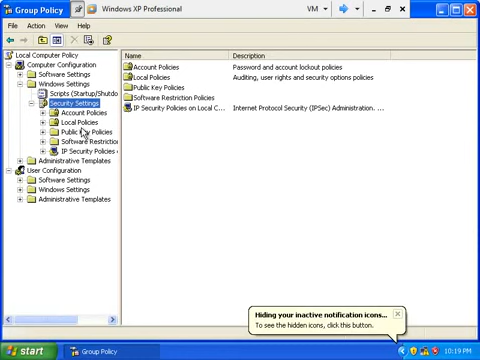 Group Policy
Windows XP Professional
VM
File Action View Help
Local Computer Policy
Computer Configuration
Software Settings
Windows Settings
Scripts (Startup/Shutdo
Security Settings
Account Policies
Local Policies
Public Key Policies
Software Restriction
IP Security Policies
Administrative Templates
User Configuration
Software Settings
Windows Settings
Administrative Templates
Name Description
Account Policies Password and account lockout policies
Local Policies Auditing, user rights and security options policies
Public Key Policies
Software Restriction Policies
IP Security Policies on Local C... Internet Protocol Security (IPSec) Administration. ...
Hiding your inactive notification icons...
To see the hidden icons, click this button.
start Group Policy 10:19 PM